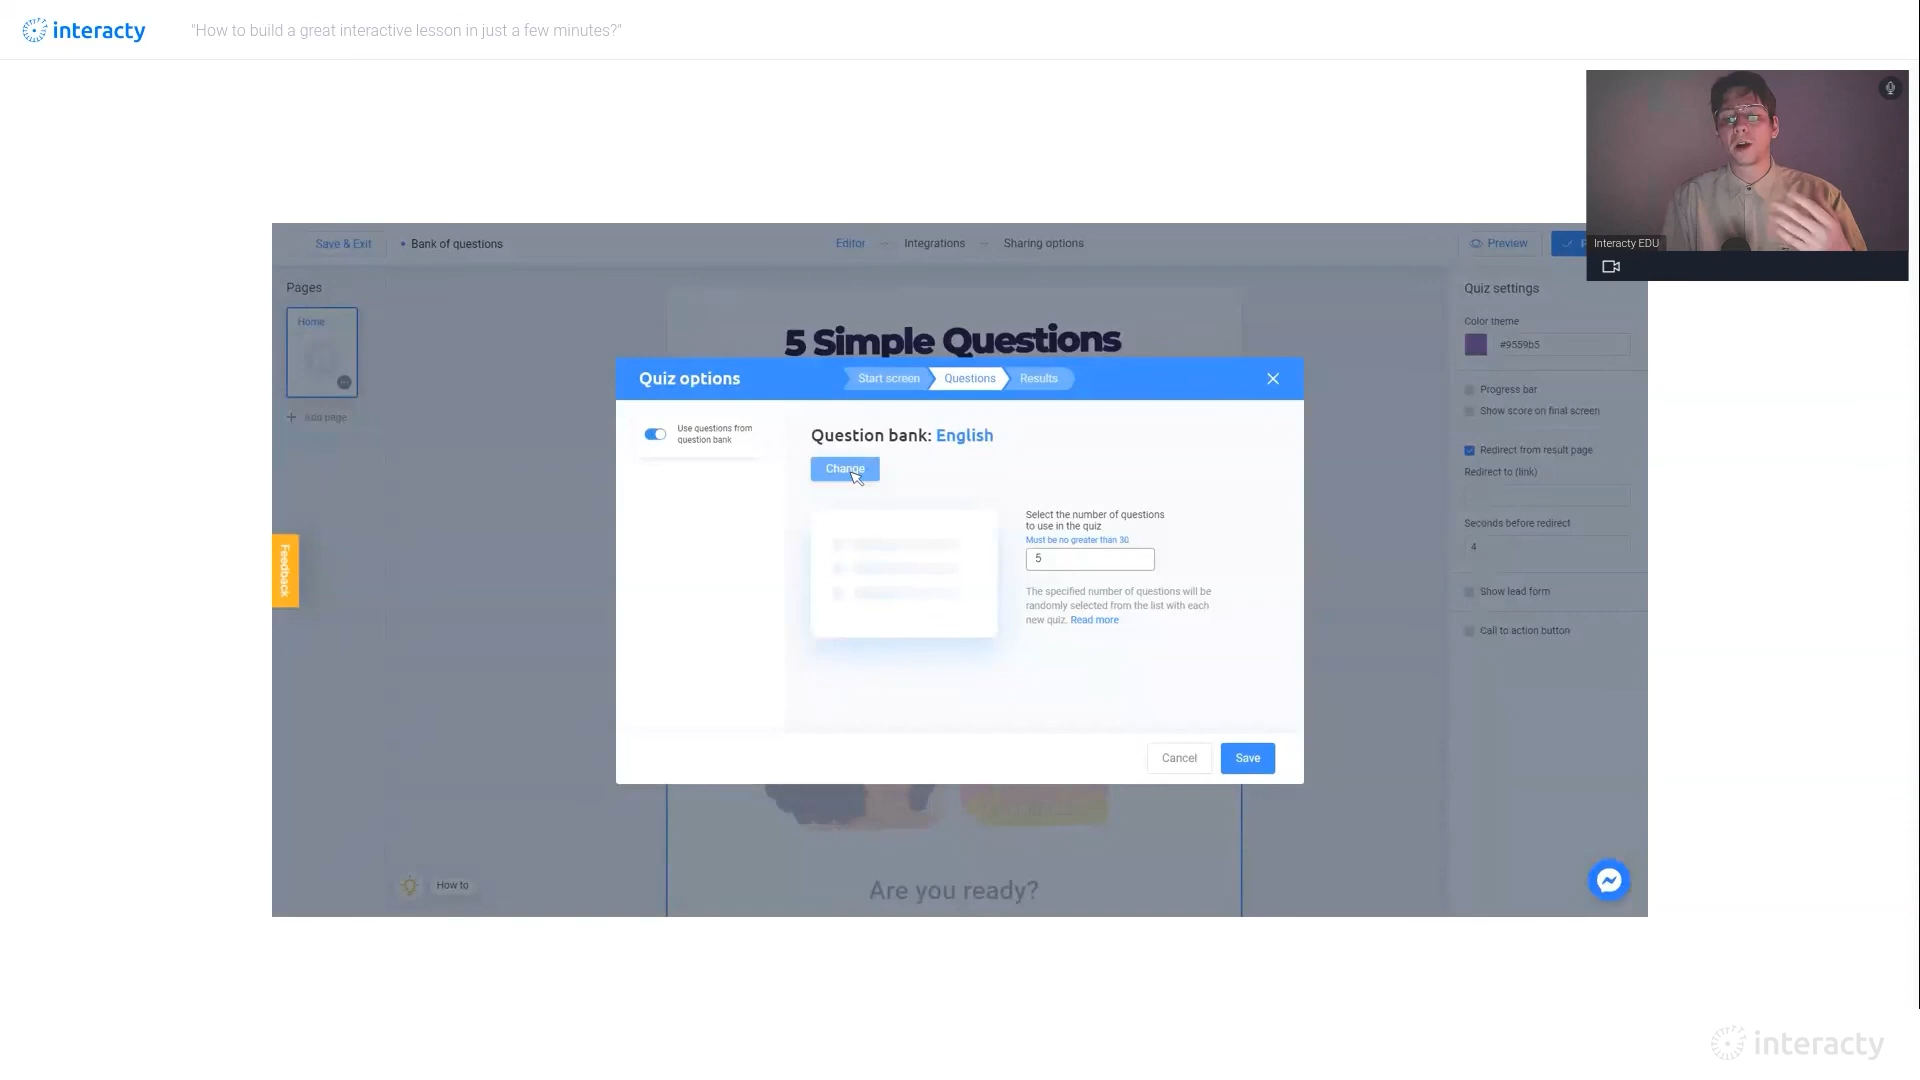 interacty
"How to build a great interactive lesson in just a few minutes?"
Interacty EDU
Save & Exit
Bank of questions
Editor
Integrations
Sharing options
Preview
Pages
Home
Add page
Quiz settings
Color theme
#9559b5
Progress bar
Show score on final screen
Redirect from result page
Redirect to (link)
Seconds before redirect
4
Show lead form
Call to action button
5 Simple Questions
Quiz options
Start screen
Questions
Results
Use questions from
question bank
Question bank: English
Change
Select the number of questions
to use in the quiz
Must be no greater than 30
5
The specified number of questions will be
randomly selected from the list with each
new quiz. Read more
Cancel
Save
Feedback
How to
Are you ready?
interacty